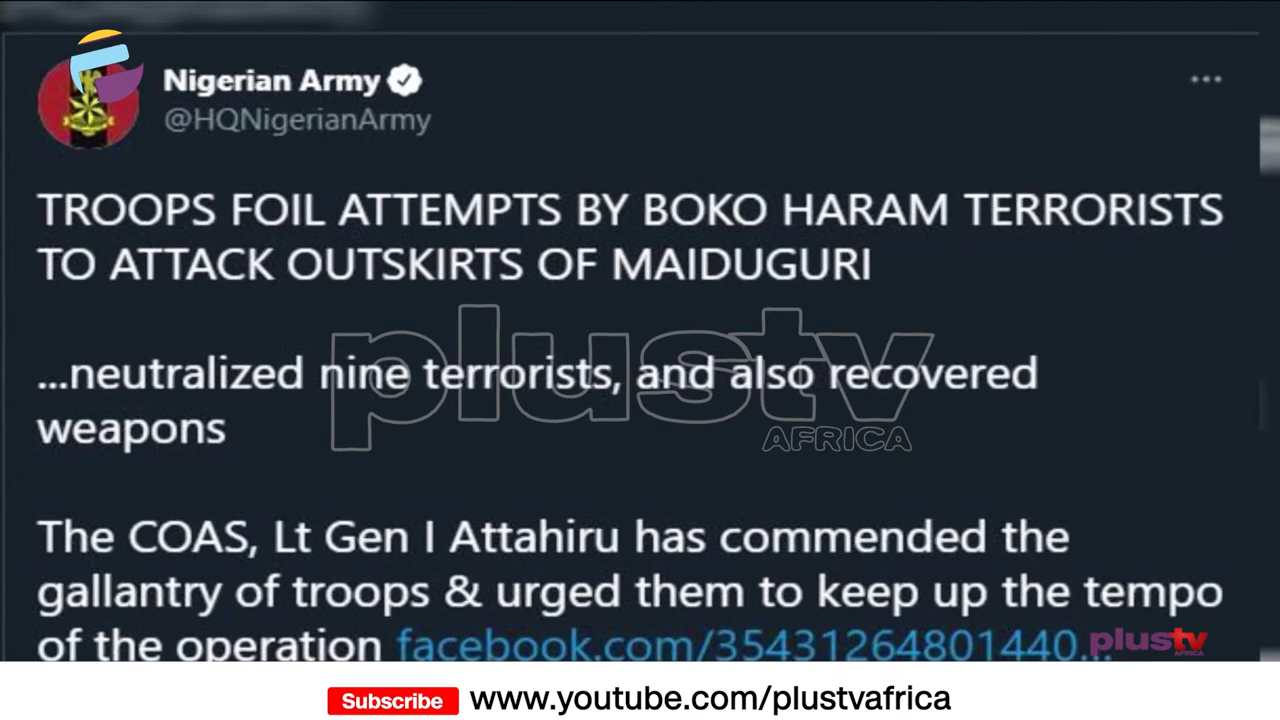 Nigerian Army
@HQNigerianArmy
TROOPS FOIL ATTEMPTS BY BOKO HARAM TERRORISTS
TO ATTACK OUTSKIRTS OF MAIDUGURI
...neutralized nine terrorists, and also recovered
weapons
plustv
AFRICA
The COAS, Lt Gen I Attahiru has commended the
gallantry of troops & urged them to keep up the tempo
of the operation facebook.com/35431264801440...
plustv
AFRICA
Subscribe www.youtube.com/plustvafrica